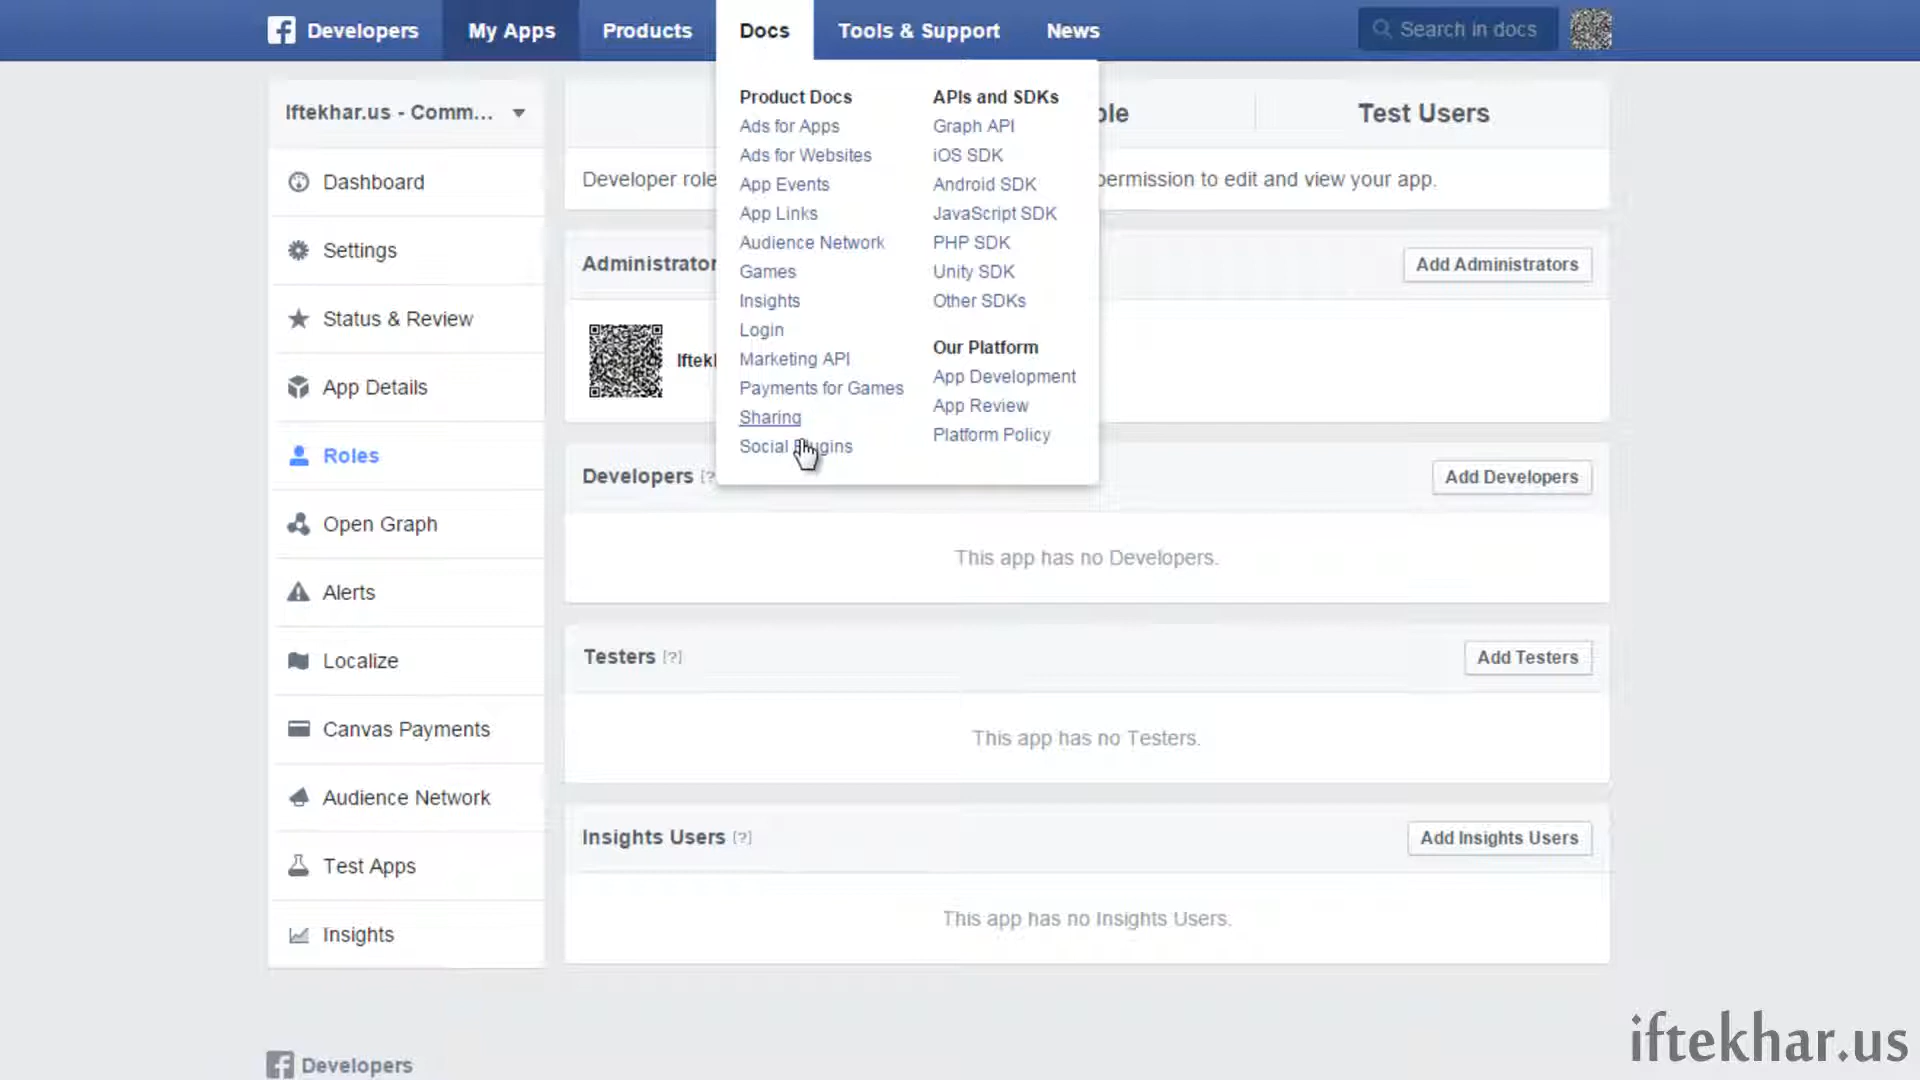 Developers
My Apps
Products
Docs
Tools & Support
News
Search in docs
Iftekhar.us - Comm...
Dashboard
Settings
Status & Review
App Details
Roles
Open Graph
Alerts
Localize
Canvas Payments
Audience Network
Test Apps
Insights
Product Docs
Ads for Apps
Ads for Websites
App Events
App Links
Audience Network
Games
Insights
Login
Marketing API
Payments for Games
Sharing
Social Plugins
APIs and SDKs
Graph API
iOS SDK
Android SDK
JavaScript SDK
PHP SDK
Unity SDK
Other SDKs
Our Platform
App Development
App Review
Platform Policy
Test Users
Developer role permission to edit and view your app.
Administrator
Add Administrators
Developers [?
Add Developers
This app has no Developers.
Testers [?]
Add Testers
This app has no Testers.
Insights Users [?]
Add Insights Users
This app has no Insights Users.
Developers
iftekhar.us